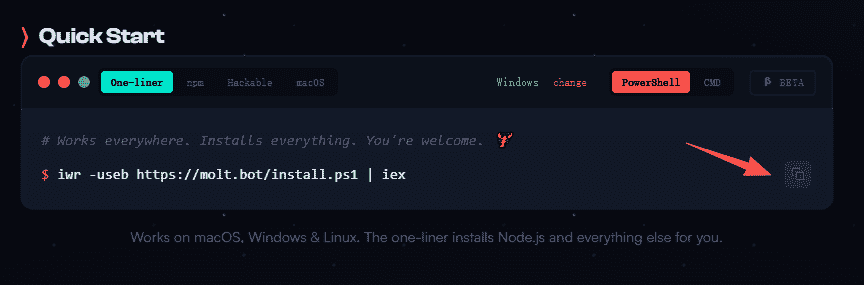 Quick Start
One-liner npm Hackable macOS Windows change PowerShell CMD β BETA
# Works everywhere. Installs everything. You're welcome.
$ iwr -useb https://molt.bot/install.ps1 | iex
Works on macOS, Windows & Linux. The one-liner installs Node.js and everything else for you.